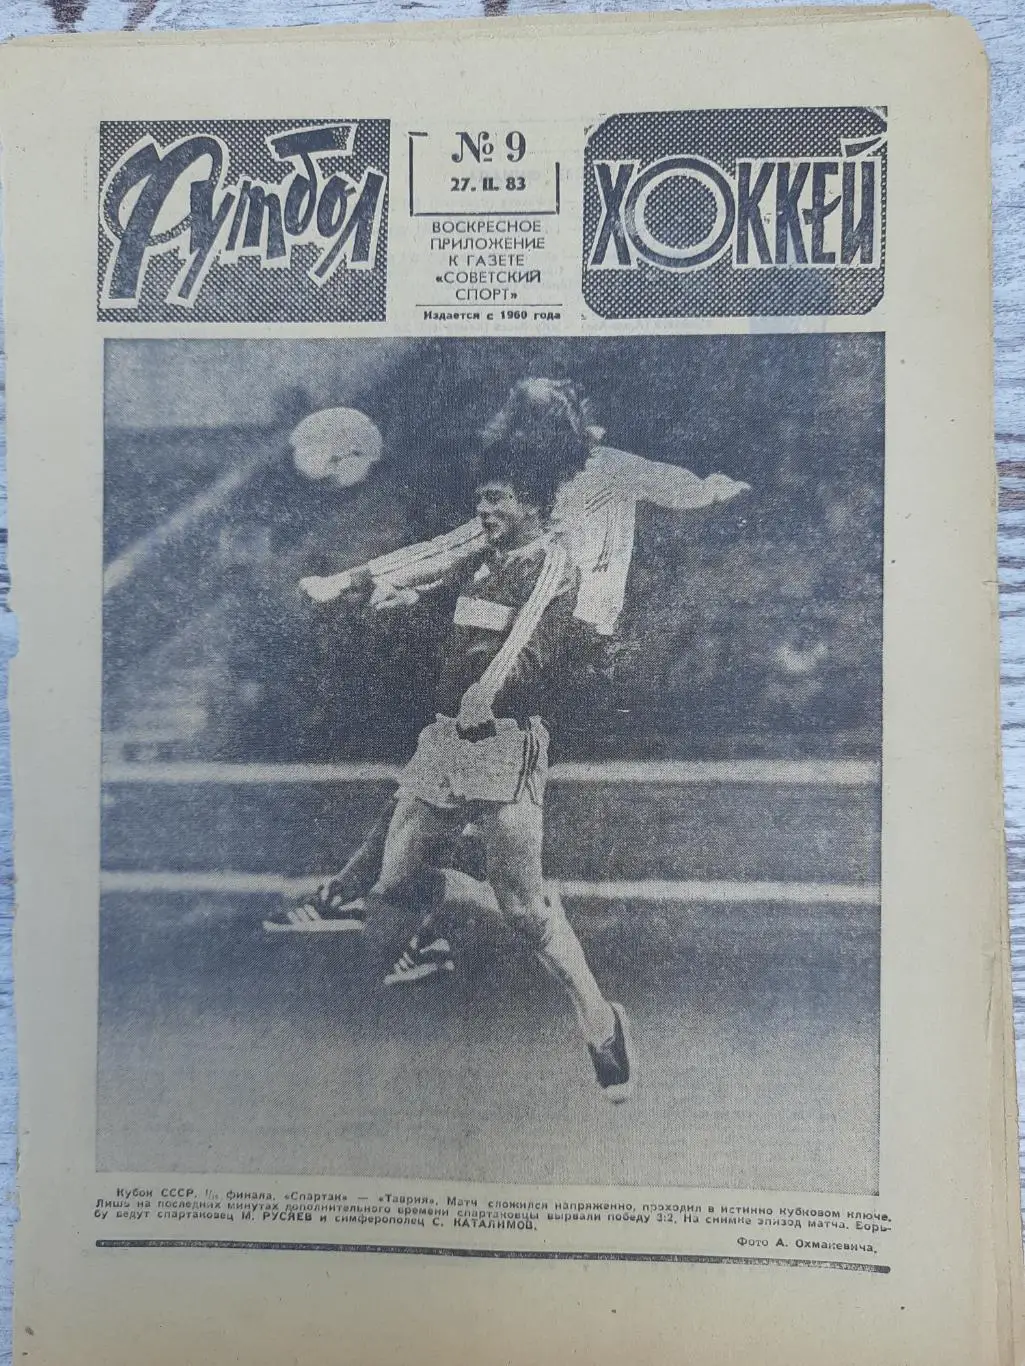 Футбол
№ 9
27. II. 83
ВОСКРЕСНОЕ
ПРИЛОЖЕНИЕ
К ГАЗЕТЕ
«СОВЕТСКИЙ
СПОРТ»
Издается с 1960 года
ХОККЕЙ
Кубок СССР. 1/16 финала. «Спартак» — «Таврия». Матч сложился напряженно, проходил в истинно кубковом ключе.
Лишь на последних минутах дополнительного времени спартаковцы вырвали победу 3:2. На снимке эпизод матча. Борь-
бу ведут спартаковец М. РУСЯЕВ и симферополец С. КАТАЛИМОВ.
Фото А. Охмакевича.